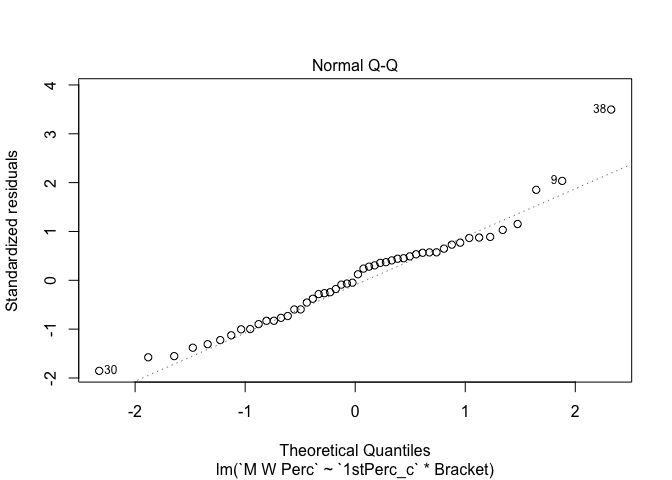 Normal Q-Q
4
3
2
1
0
-1
-2
Standardized residuals
38
9
30
-2 -1 0 1 2
Theoretical Quantiles
lm(`M W Perc` ~ `1stPerc_c` * Bracket)